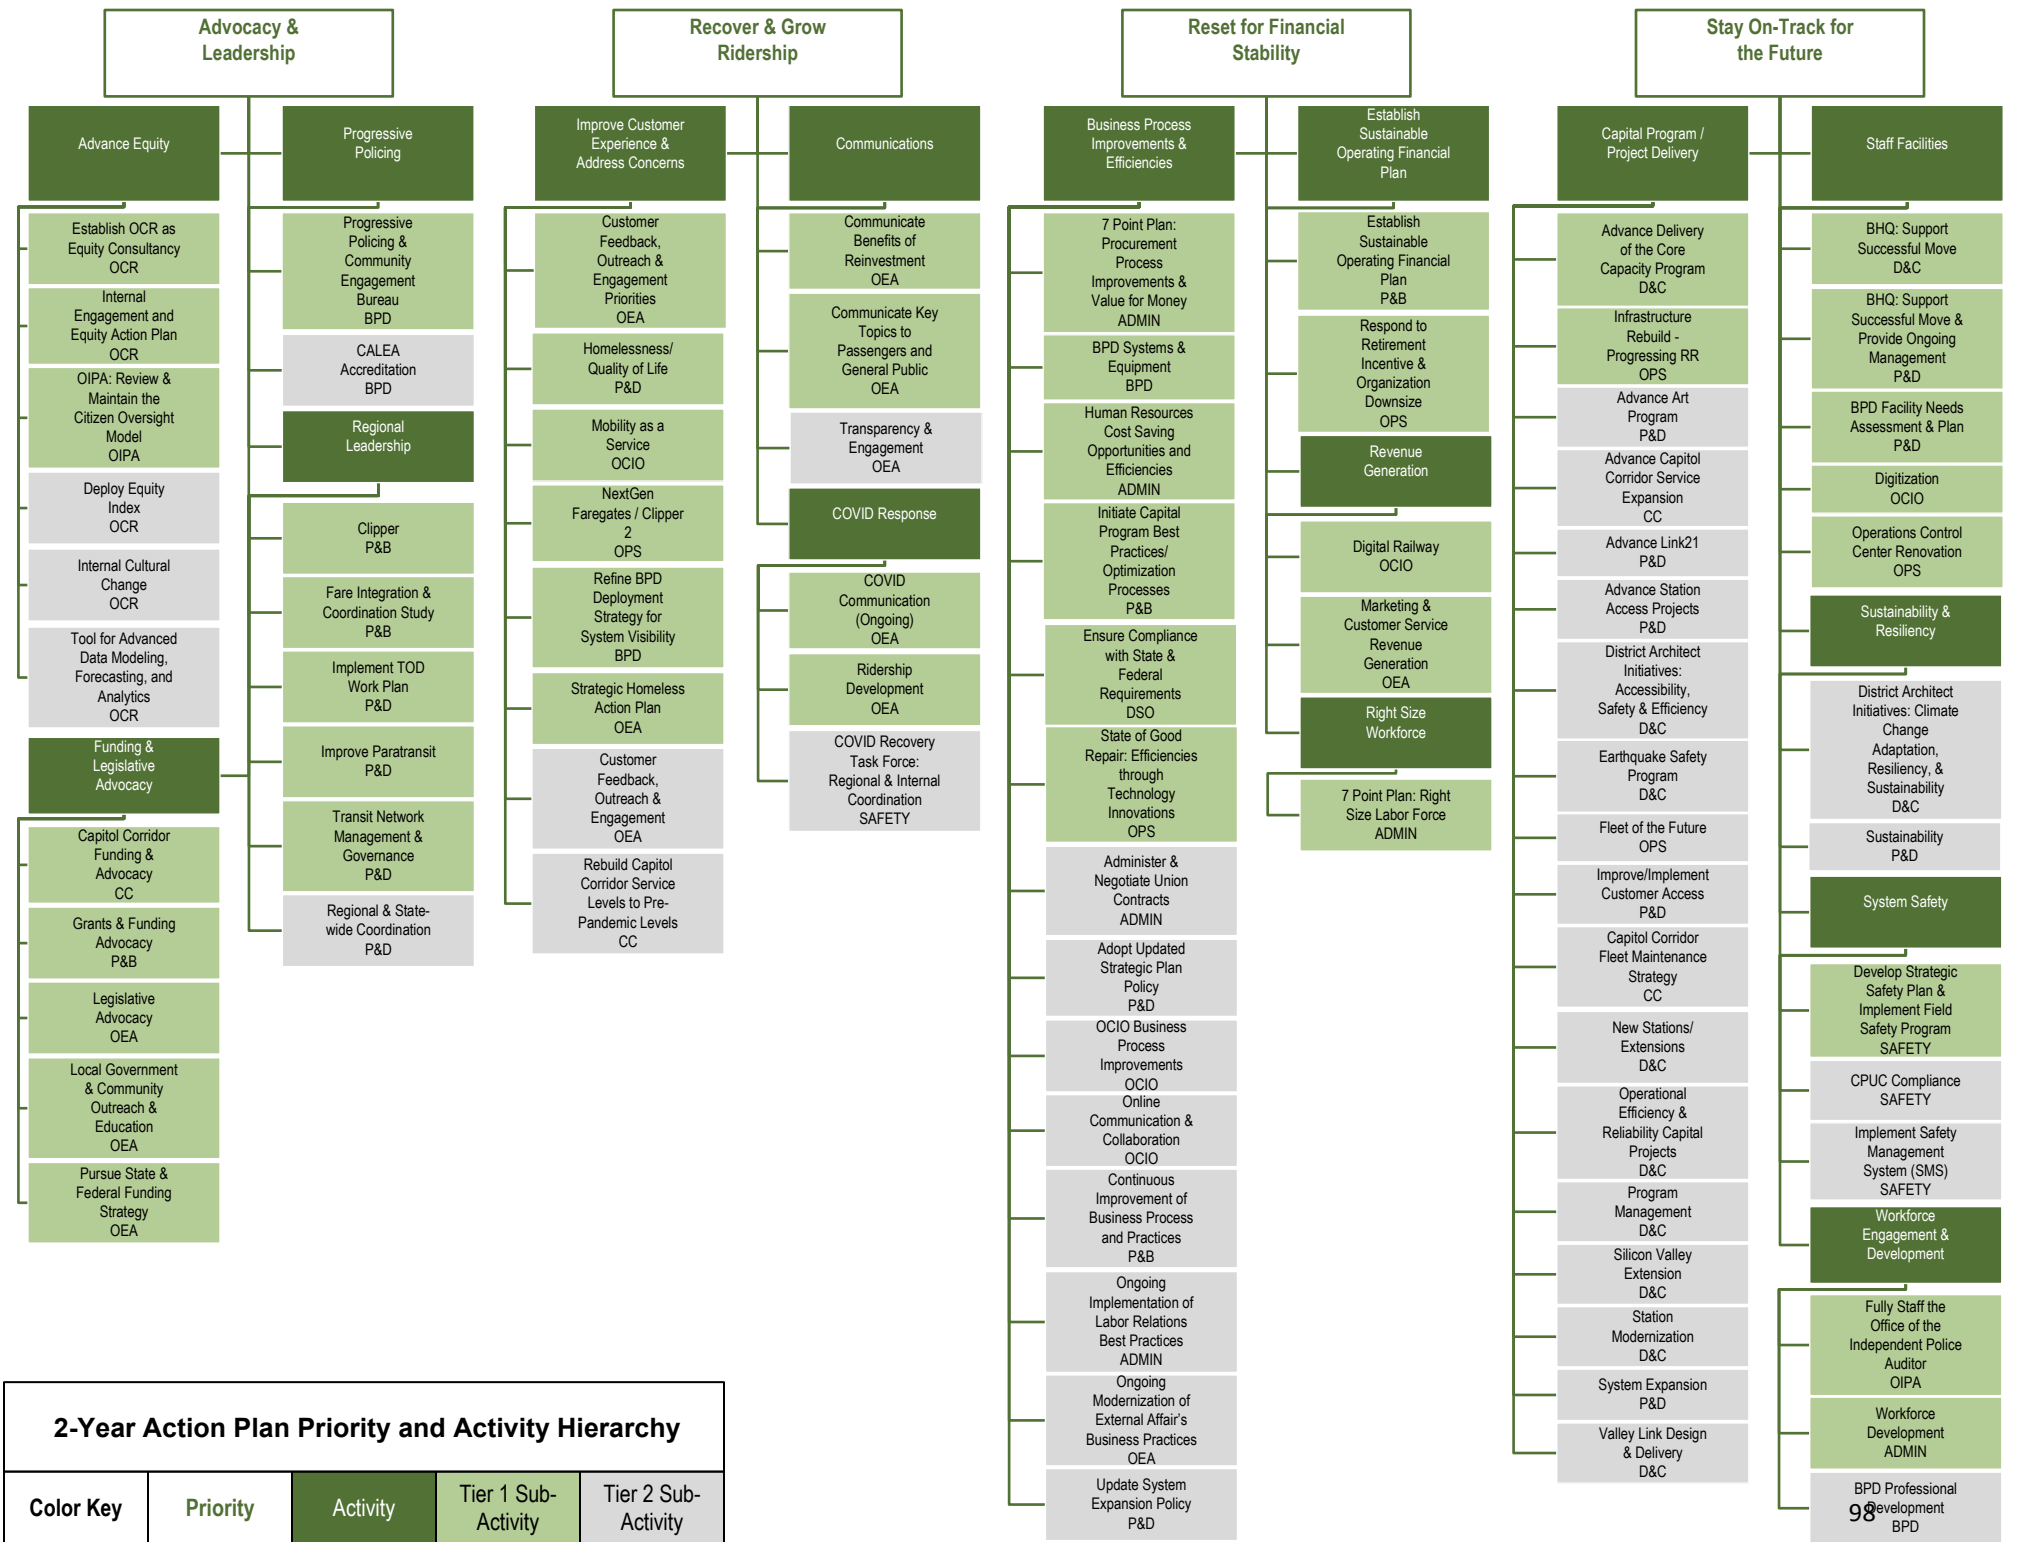 Advocacy &
Leadership
Advance Equity
Establish OCR as
Equity Consultancy
OCR
Internal
Engagement and
Equity Action Plan
OCR
OIPA: Review &
Maintain the
Citizen Oversight
Model
OIPA
Deploy Equity
Index
OCR
Internal Cultural
Change
OCR
Tool for Advanced
Data Modeling,
Forecasting, and
Analytics
OCR
Funding &
Legislative
Advocacy
Capitol Corridor
Funding &
Advocacy
CC
Grants & Funding
Advocacy
P&B
Legislative
Advocacy
OEA
Local Government
& Community
Outreach &
Education
OEA
Pursue State &
Federal Funding
Strategy
OEA
Progressive
Policing
Progressive
Policing &
Community
Engagement
Bureau
BPD
CALEA
Accreditation
BPD
Regional
Leadership
Clipper
P&B
Fare Integration &
Coordination Study
P&B
Implement TOD
Work Plan
P&D
Improve Paratransit
P&D
Transit Network
Management &
Governance
P&D
Regional & State-
wide Coordination
P&D
Recover & Grow
Ridership
Improve Customer
Experience &
Address Concerns
Customer
Feedback,
Outreach &
Engagement
Priorities
OEA
Homelessness/
Quality of Life
P&D
Mobility as a
Service
OCIO
NextGen
Faregates / Clipper
2
OPS
Refine BPD
Deployment
Strategy for
System Visibility
BPD
Strategic Homeless
Action Plan
OEA
Customer
Feedback,
Outreach &
Engagement
OEA
Rebuild Capitol
Corridor Service
Levels to Pre-
Pandemic Levels
CC
Communications
Communicate
Benefits of
Reinvestment
OEA
Communicate Key
Topics to
Passengers and
General Public
OEA
Transparency &
Engagement
OEA
COVID Response
COVID
Communication
(Ongoing)
OEA
Ridership
Development
OEA
COVID Recovery
Task Force:
Regional & Internal
Coordination
SAFETY
Reset for Financial
Stability
Business Process
Improvements &
Efficiencies
7 Point Plan:
Procurement
Process
Improvements &
Value for Money
ADMIN
BPD Systems &
Equipment
BPD
Human Resources
Cost Saving
Opportunities and
Efficiencies
ADMIN
Initiate Capital
Program Best
Practices/
Optimization
Processes
P&B
Ensure Compliance
with State &
Federal
Requirements
DSO
State of Good
Repair: Efficiencies
through
Technology
Innovations
OPS
Administer &
Negotiate Union
Contracts
ADMIN
Adopt Updated
Strategic Plan
Policy
P&D
OCIO Business
Process
Improvements
OCIO
Online
Communication &
Collaboration
OCIO
Continuous
Improvement of
Business Process
and Practices
P&B
Ongoing
Implementation of
Labor Relations
Best Practices
ADMIN
Ongoing
Modernization of
External Affair's
Business Practices
OEA
Update System
Expansion Policy
P&D
Establish
Sustainable
Operating Financial
Plan
Establish
Sustainable
Operating Financial
Plan
P&B
Respond to
Retirement
Incentive &
Organization
Downsize
OPS
Revenue
Generation
Digital Railway
OCIO
Marketing &
Customer Service
Revenue
Generation
OEA
Right Size
Workforce
7 Point Plan: Right
Size Labor Force
ADMIN
Stay On-Track for
the Future
Capital Program /
Project Delivery
Advance Delivery
of the Core
Capacity Program
D&C
Infrastructure
Rebuild -
Progressing RR
OPS
Advance Art
Program
P&D
Advance Capitol
Corridor Service
Expansion
CC
Advance Link21
P&D
Advance Station
Access Projects
P&D
District Architect
Initiatives:
Accessibility,
Safety & Efficiency
D&C
Earthquake Safety
Program
D&C
Fleet of the Future
OPS
Improve/Implement
Customer Access
P&D
Capitol Corridor
Fleet Maintenance
Strategy
CC
New Stations/
Extensions
D&C
Operational
Efficiency &
Reliability Capital
Projects
D&C
Program
Management
D&C
Silicon Valley
Extension
D&C
Station
Modernization
D&C
System Expansion
P&D
Valley Link Design
& Delivery
D&C
Staff Facilities
BHQ: Support
Successful Move
D&C
BHQ: Support
Successful Move &
Provide Ongoing
Management
P&D
BPD Facility Needs
Assessment & Plan
P&D
Digitization
OCIO
Operations Control
Center Renovation
OPS
Sustainability &
Resiliency
District Architect
Initiatives: Climate
Change
Adaptation,
Resiliency, &
Sustainability
D&C
Sustainability
P&D
System Safety
Develop Strategic
Safety Plan &
Implement Field
Safety Program
SAFETY
CPUC Compliance
SAFETY
Implement Safety
Management
System (SMS)
SAFETY
Workforce
Engagement &
Development
Fully Staff the
Office of the
Independent Police
Auditor
OIPA
Workforce
Development
ADMIN
BPD Professional
Development
BPD
98
2-Year Action Plan Priority and Activity Hierarchy
Color Key
Priority
Activity
Tier 1 Sub-
Activity
Tier 2 Sub-
Activity